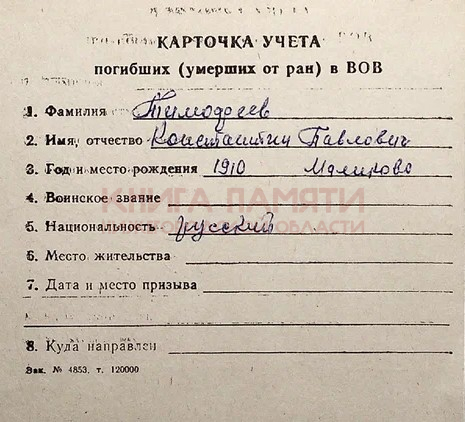 КАРТОЧКА УЧЕТА
погибших (умерших от ран) в ВОВ
1. Фамилия Тимофеев
2. Имя, отчество Константин Павлович
3. Год и место рождения 1910
4. Воинское звание
КНИГА ПАМЯТИ
5. Национальность русский
6. Место жительства
7. Дата и место призыва
8. Куда направлен
Зак. № 4853. т. 120000